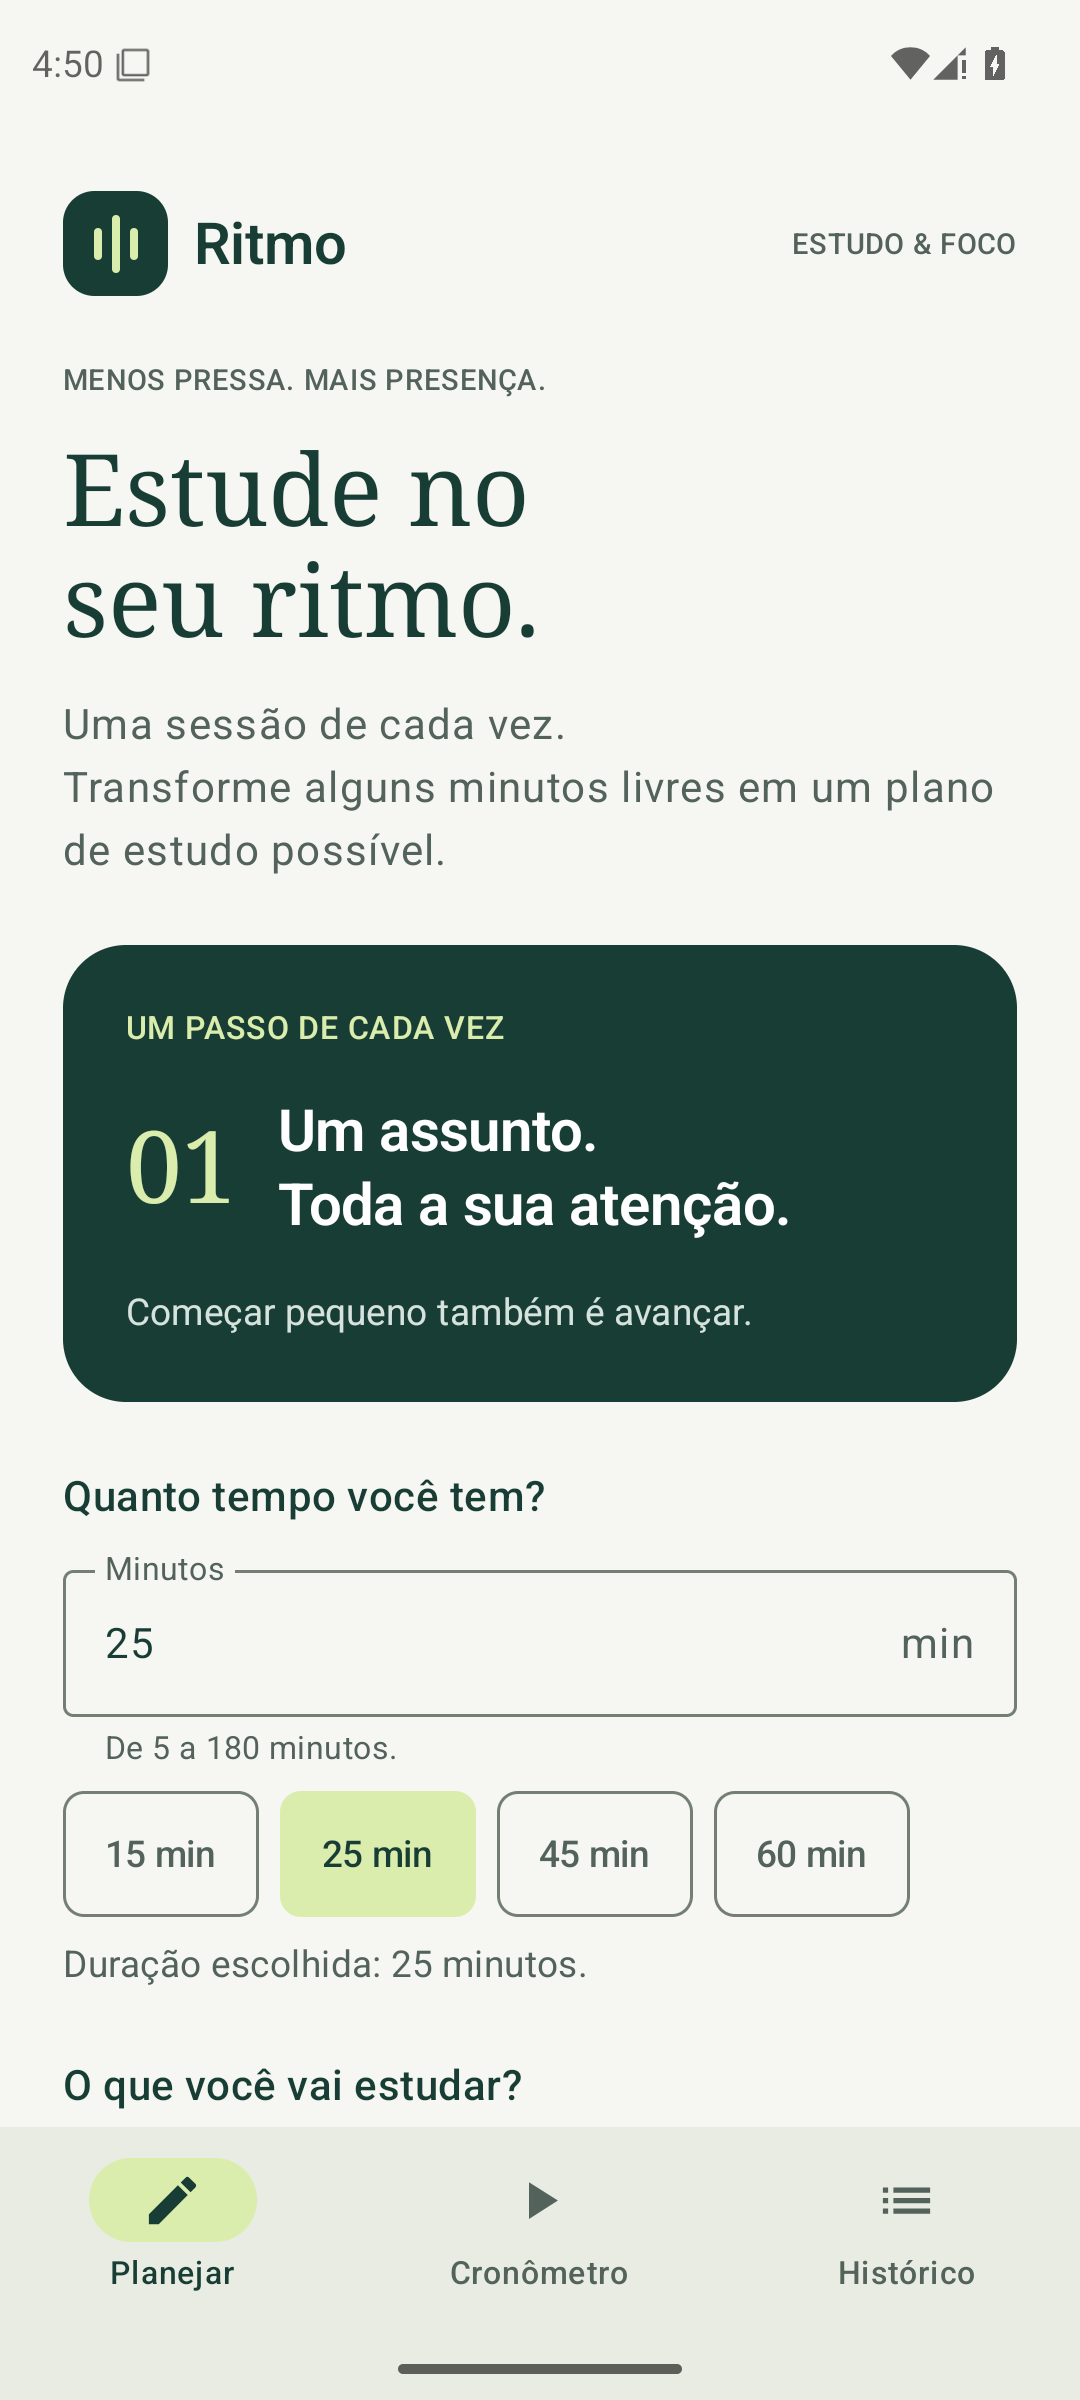 4:50
Ritmo
ESTUDO & FOCO
MENOS PRESSA. MAIS PRESENÇA.
Estude no
seu ritmo.
Uma sessão de cada vez.
Transforme alguns minutos livres em um plano
de estudo possível.
UM PASSO DE CADA VEZ
01
Um assunto.
Toda a sua atenção.
Começar pequeno também é avançar.
Quanto tempo você tem?
Minutos
25 min
De 5 a 180 minutos.
15 min 25 min 45 min 60 min
Duração escolhida: 25 minutos.
O que você vai estudar?
Planejar Cronômetro Histórico